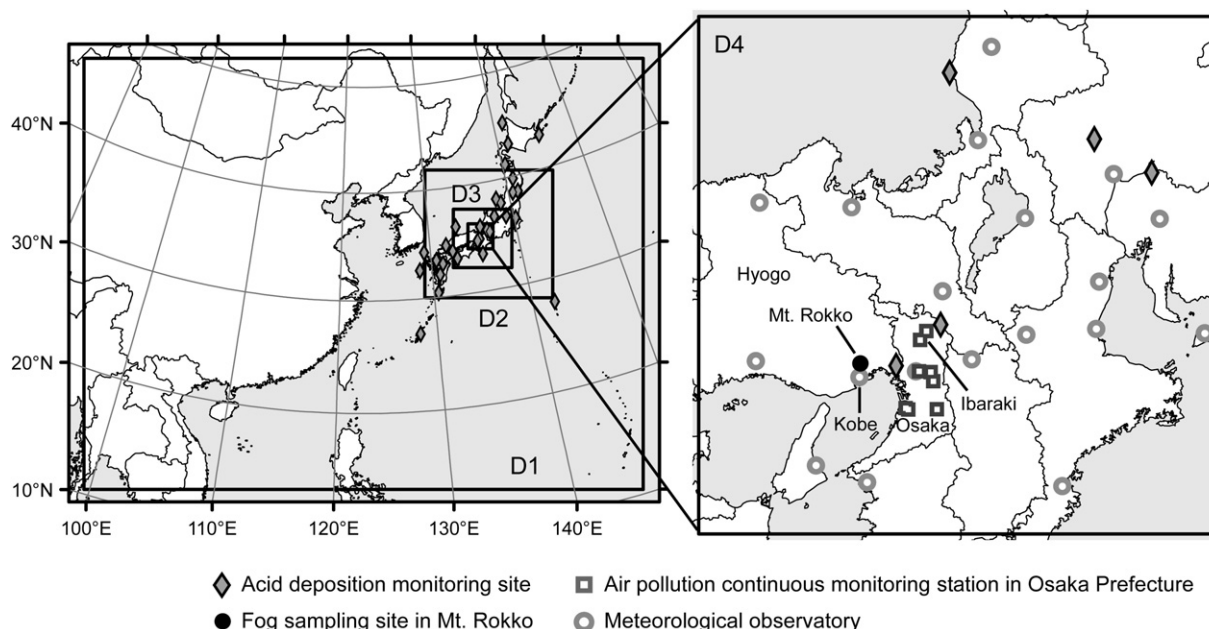 D4
40°N
D3
30°N
Hyogo
D2
Mt. Rokko
20°N
Ibaraki
Kobe
Osaka
D1
10°N
100°E 110°E 120°E 130°E 140°E
Acid deposition monitoring site
Air pollution continuous monitoring station in Osaka Prefecture
Fog sampling site in Mt. Rokko
Meteorological observatory